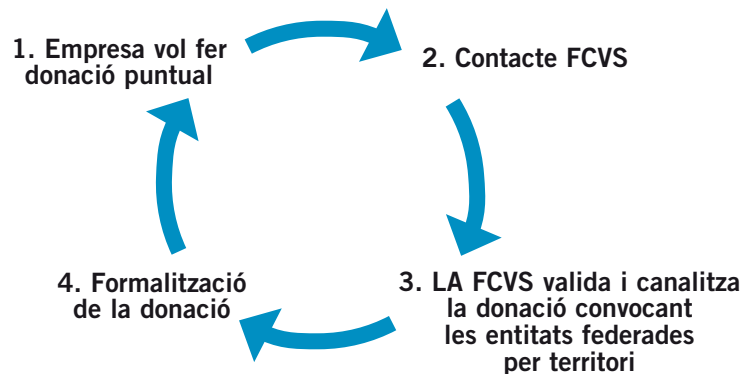 1. Empresa vol fer
donació puntual
2. Contacte FCVS
3. LA FCVS valida i canalitza
la donació convocant
les entitats federades
per territori
4. Formalització
de la donació